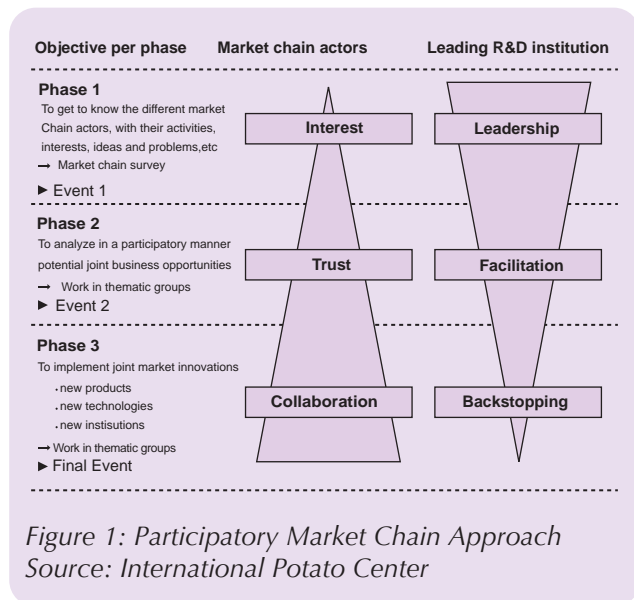 Objective per phase Market chain actors Leading R&D institution
Phase 1
To get to know the different market
Chain actors, with their activities,
interests, ideas and problems,etc
→ Market chain survey
► Event 1
Interest
Leadership
Phase 2
To analyze in a participatory manner
potential joint business opportunities
→ Work in thematic groups
► Event 2
Trust
Facilitation
Phase 3
To implement joint market innovations
. new products
. new technologies
. new instisutions
→ Work in thematic groups
► Final Event
Collaboration
Backstopping
Figure 1: Participatory Market Chain Approach
Source: International Potato Center